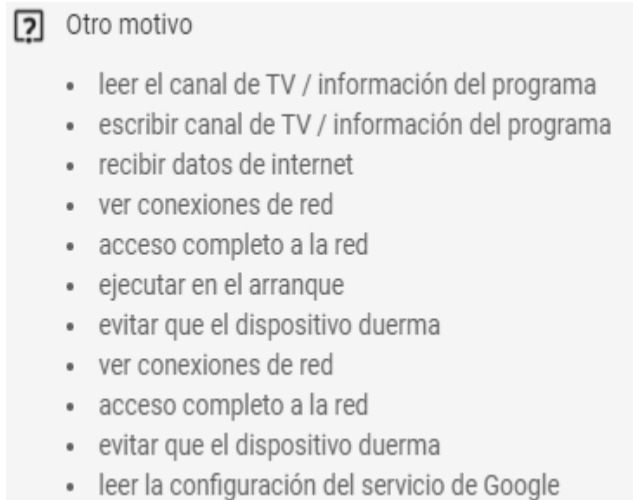 Otro motivo
• leer el canal de TV / información del programa
• escribir canal de TV / información del programa
• recibir datos de internet
• ver conexiones de red
• acceso completo a la red
• ejecutar en el arranque
• evitar que el dispositivo duerma
• ver conexiones de red
• acceso completo a la red
• evitar que el dispositivo duerma
• leer la configuración del servicio de Google